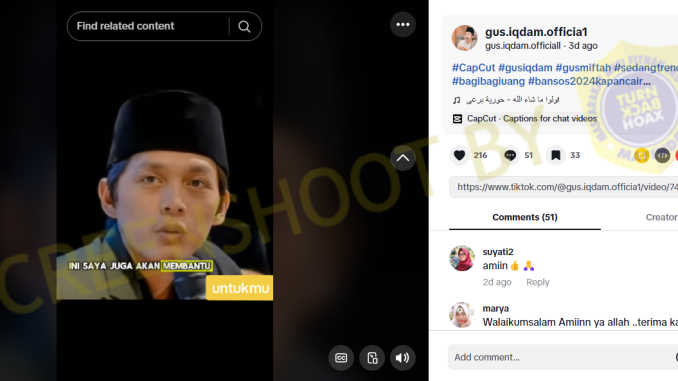 Find related content
INI SAYA JUGA AKAN MEMBANTU
untukmu
gus.iqdam.officia1
gus.iqdam.officiall · 3d ago
#CapCut #gusiqdam #gusmiftah #sedangtrend
#bagibagiuang #bansos2024kapancair...
قولوا ما شاء الله - حورية برعي
CapCut · Captions for chat videos
216
51
33
https://www.tiktok.com/@gus.iqdam.officia1/video/74
Comments (51)
Creator
suyati2
amiin👍🙏
2d ago
Reply
marya
Walaikumsalam Amiinn ya allah ..terima ka
Add comment...
SCREENSHOOT BY
TURN
BACK
HOAX